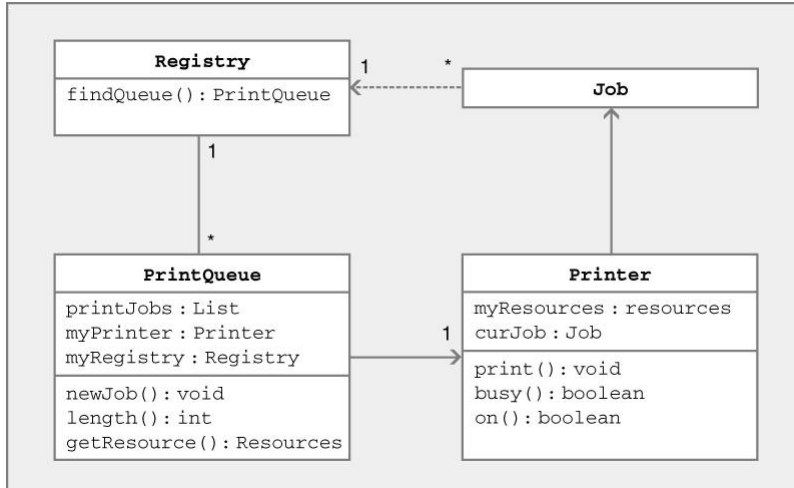 Registry
findQueue(): PrintQueue
1
*
Job
1
*
PrintQueue
printJobs: List
myPrinter: Printer
myRegistry: Registry
newJob(): void
length(): int
getResource(): Resources
1
Printer
myResources: resources
curJob: Job
print(): void
busy(): boolean
on(): boolean